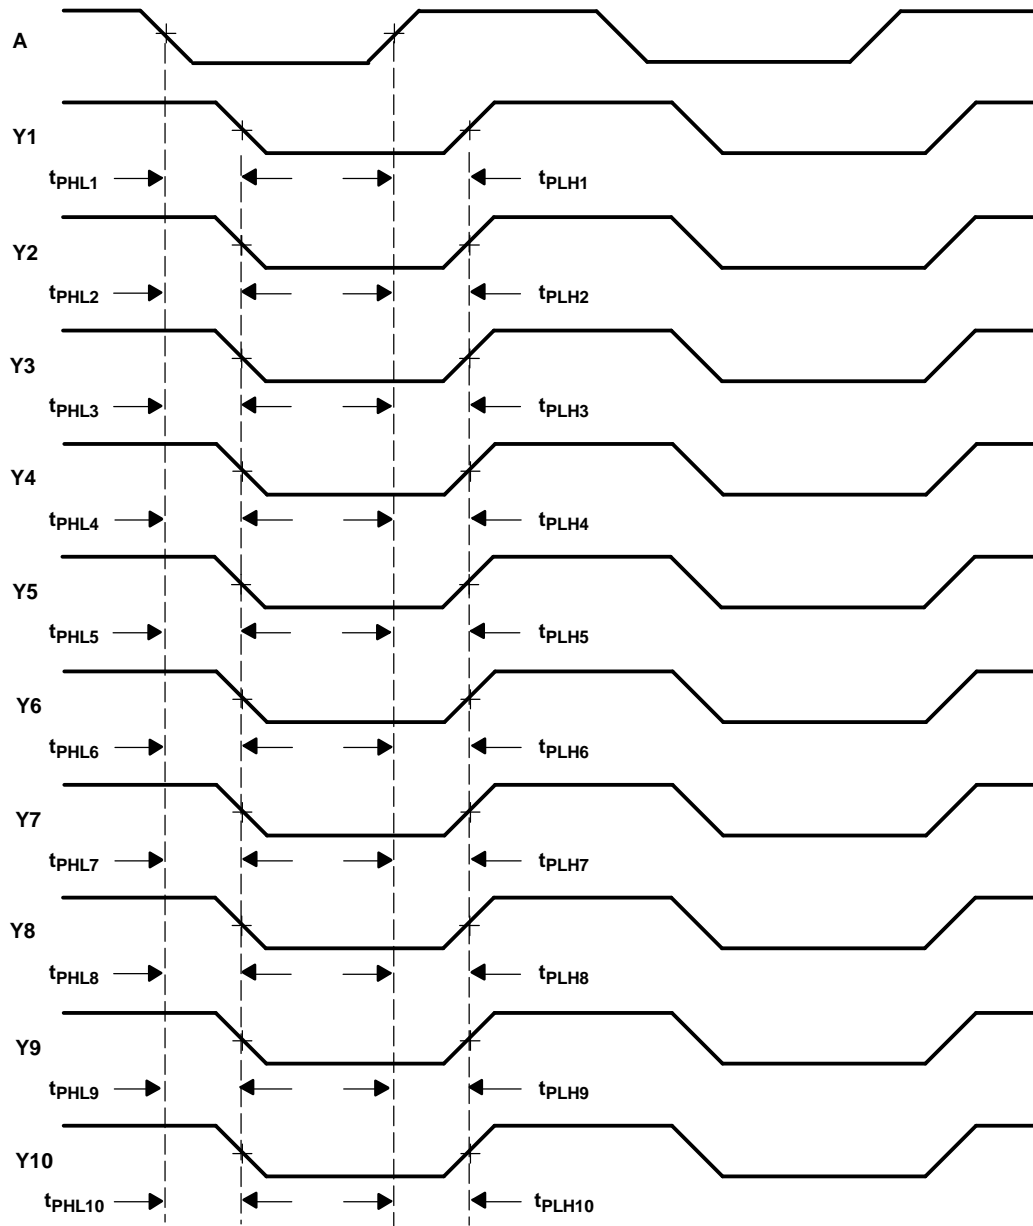 A
Y1
tPHL1 tPLH1
Y2
tPHL2 tPLH2
Y3
tPHL3 tPLH3
Y4
tPHL4 tPLH4
Y5
tPHL5 tPLH5
Y6
tPHL6 tPLH6
Y7
tPHL7 tPLH7
Y8
tPHL8 tPLH8
Y9
tPHL9 tPLH9
Y10
tPHL10 tPLH10